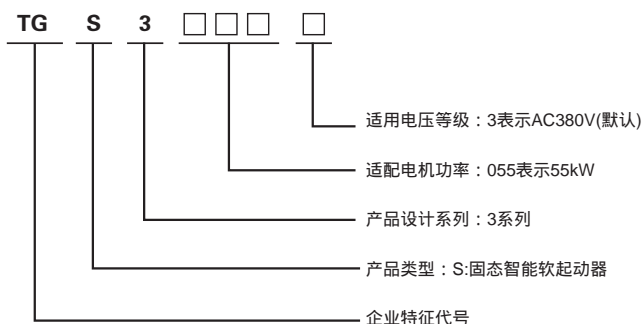 TG S 3 □□□ □
适用电压等级：3表示AC380V(默认)
适配电机功率：055表示55kW
产品设计系列：3系列
产品类型：S:固态智能软起动器
企业特征代号